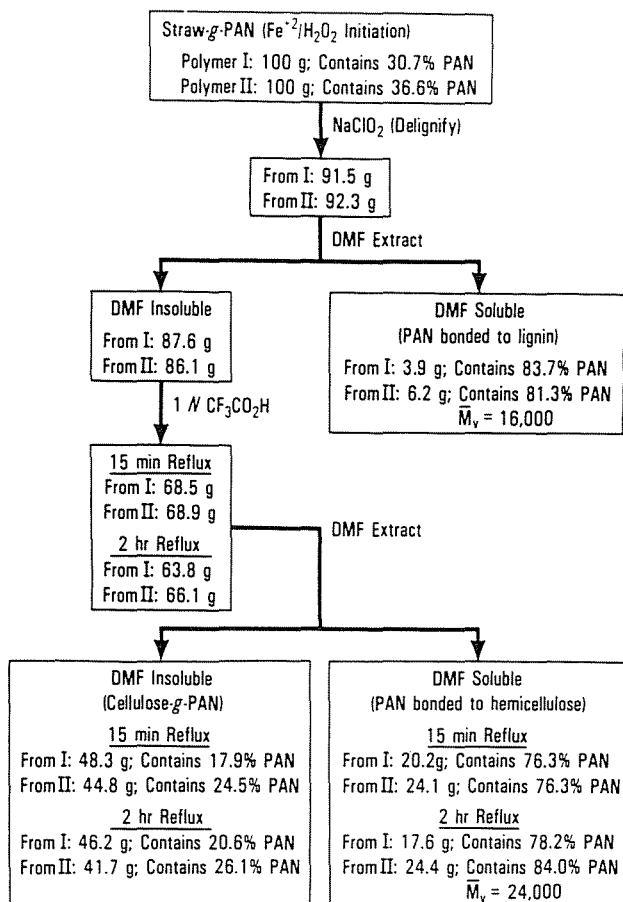 Straw-g-PAN (Fe⁺²/H₂O₂ Initiation)
Polymer I: 100 g; Contains 30.7% PAN
Polymer II: 100 g; Contains 36.6% PAN
NaClO₂ (Delignify)
From I: 91.5 g
From II: 92.3 g
DMF Extract
DMF Insoluble
From I: 87.6 g
From II: 86.1 g
DMF Soluble
(PAN bonded to lignin)
From I: 3.9 g; Contains 83.7% PAN
From II: 6.2 g; Contains 81.3% PAN
M̅ᵥ = 16,000
1 N CF₃CO₂H
15 min Reflux
From I: 68.5 g
From II: 68.9 g
2 hr Reflux
From I: 63.8 g
From II: 66.1 g
DMF Extract
DMF Insoluble
(Cellulose-g-PAN)
15 min Reflux
From I: 48.3 g; Contains 17.9% PAN
From II: 44.8 g; Contains 24.5% PAN
2 hr Reflux
From I: 46.2 g; Contains 20.6% PAN
From II: 41.7 g; Contains 26.1% PAN
DMF Soluble
(PAN bonded to hemicellulose)
15 min Reflux
From I: 20.2g; Contains 76.3% PAN
From II: 24.1 g; Contains 76.3% PAN
2 hr Reflux
From I: 17.6 g; Contains 78.2% PAN
From II: 24.4 g; Contains 84.0% PAN
M̅ᵥ = 24,000